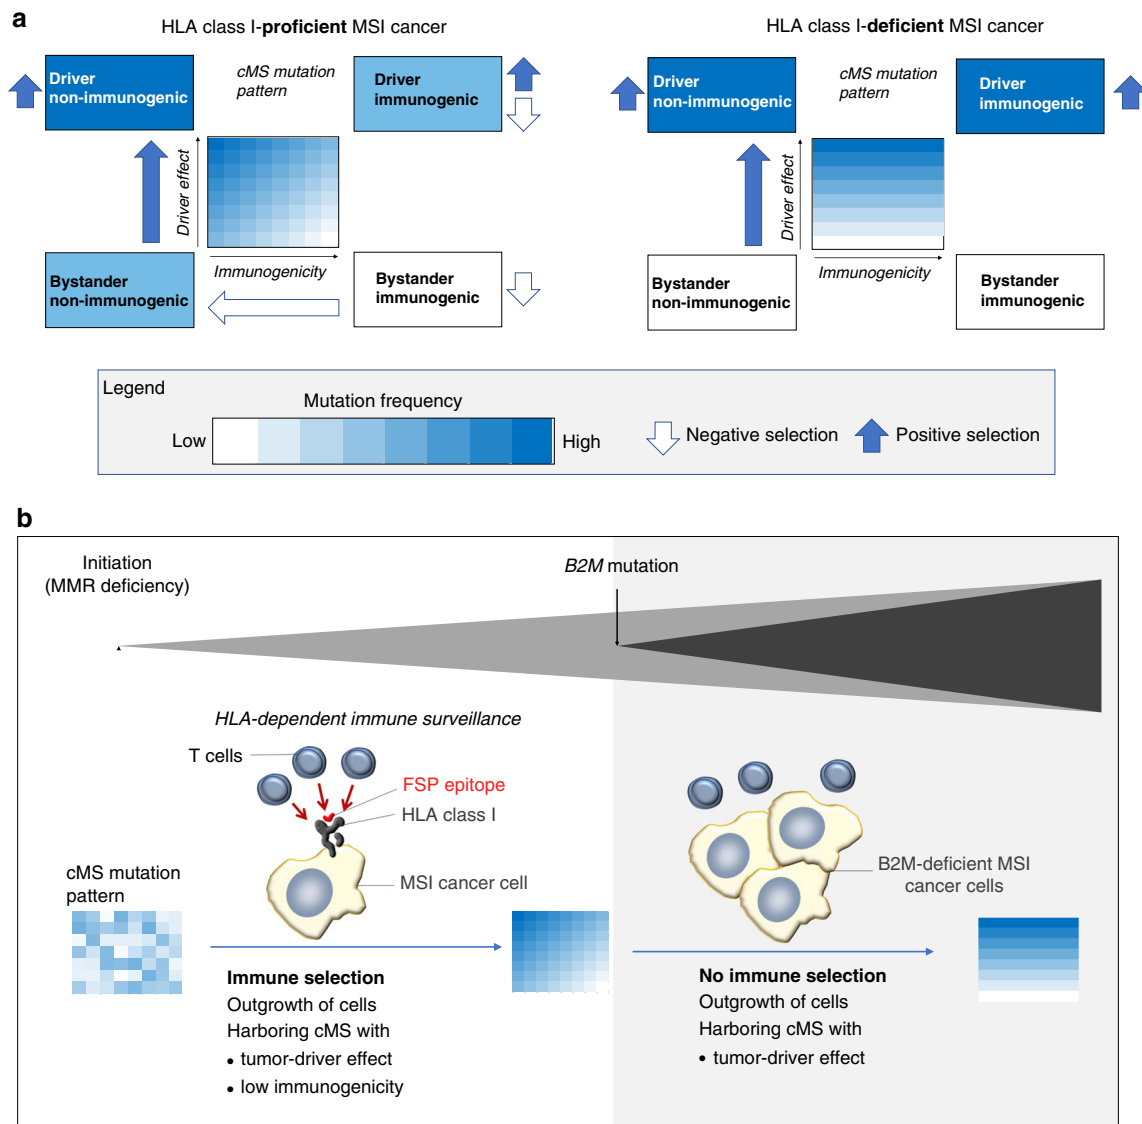 a
HLA class I-proficient MSI cancer
Driver
non-immunogenic
cMS mutation
pattern
Driver
immunogenic
Driver effect
Immunogenicity
Bystander
non-immunogenic
Bystander
immunogenic
HLA class I-deficient MSI cancer
Driver
non-immunogenic
cMS mutation
pattern
Driver
immunogenic
Driver effect
Immunogenicity
Bystander
non-immunogenic
Bystander
immunogenic
Legend
Mutation frequency
Low
High
Negative selection
Positive selection
b
Initiation
(MMR deficiency)
B2M mutation
HLA-dependent immune surveillance
T cells
FSP epitope
HLA class I
MSI cancer cell
cMS mutation
pattern
Immune selection
Outgrowth of cells
Harboring cMS with
• tumor-driver effect
• low immunogenicity
B2M-deficient MSI
cancer cells
No immune selection
Outgrowth of cells
Harboring cMS with
• tumor-driver effect